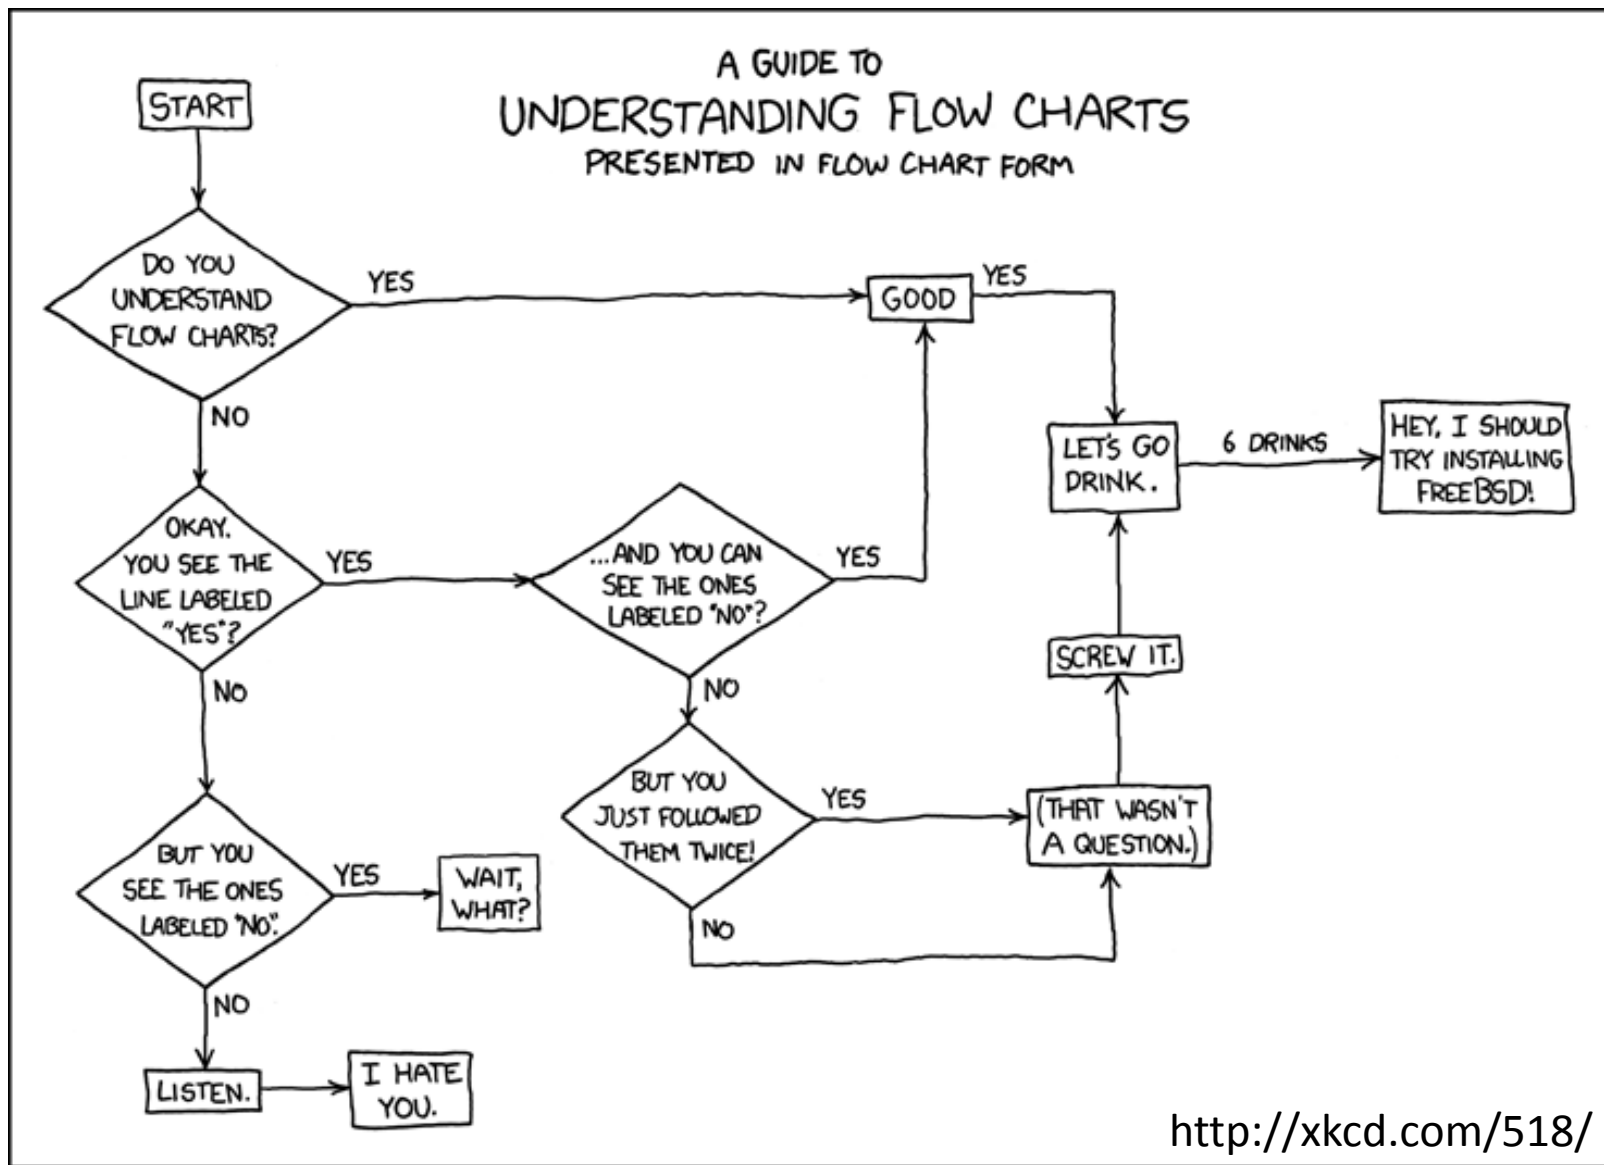 A GUIDE TO
UNDERSTANDING FLOW CHARTS
PRESENTED IN FLOW CHART FORM
START
DO YOU
UNDERSTAND
FLOW CHARTS?
YES
GOOD
YES
NO
LET'S GO
DRINK.
6 DRINKS
HEY, I SHOULD
TRY INSTALLING
FREEBSD!
OKAY.
YOU SEE THE
LINE LABELED
"YES"?
YES
...AND YOU CAN
SEE THE ONES
LABELED "NO"?
YES
NO
NO
SCREW IT.
BUT YOU
JUST FOLLOWED
THEM TWICE!
YES
(THAT WASN'T
A QUESTION.)
NO
BUT YOU
SEE THE ONES
LABELED "NO".
YES
WAIT,
WHAT?
NO
LISTEN.
I HATE
YOU.
http://xkcd.com/518/